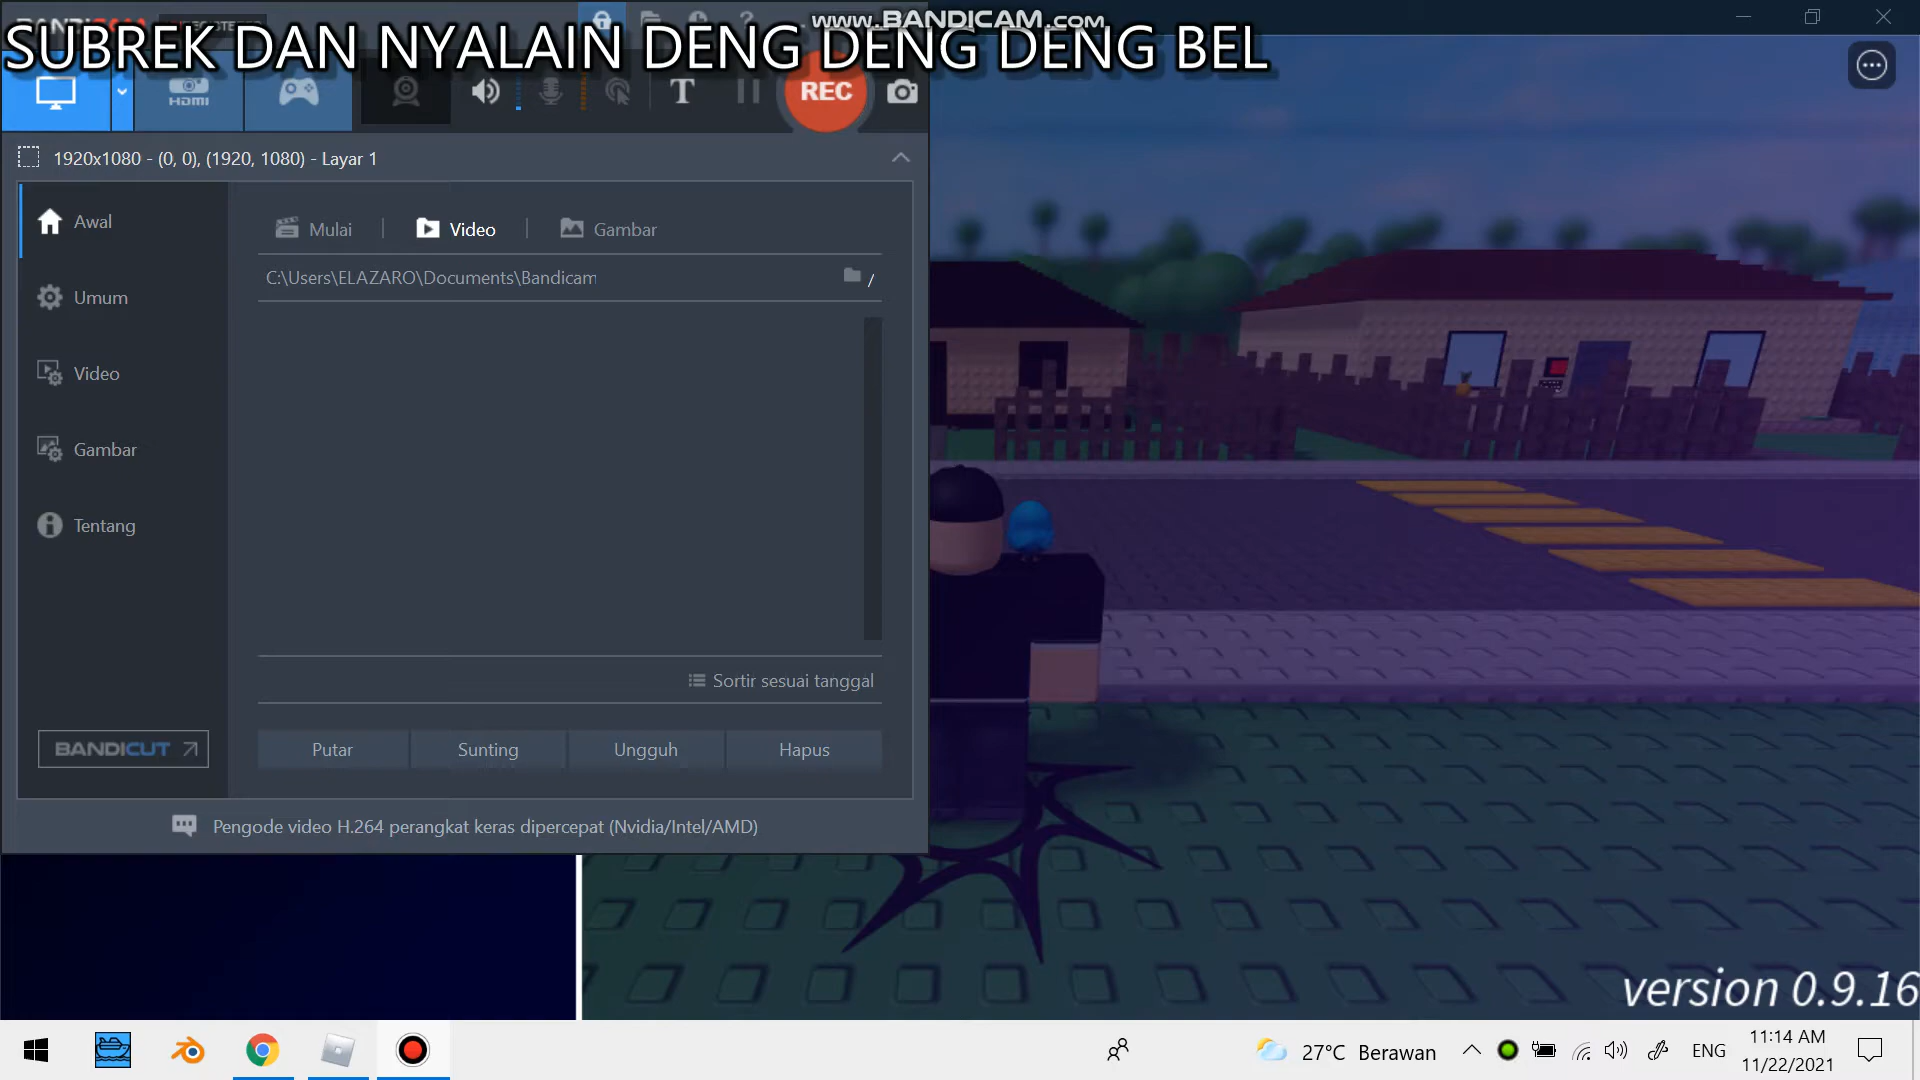 www.BANDICAM.com
SUBREK DAN NYALAIN DENG DENG DENG BEL
HDMI
T
REC
1920x1080 - (0, 0), (1920, 1080) - Layar 1
Awal
Umum
Video
Gambar
Tentang
BANDICUT
Mulai
Video
Gambar
C:\Users\ELAZARO\Documents\Bandicam
/
Sortir sesuai tanggal
Putar
Sunting
Ungguh
Hapus
Pengode video H.264 perangkat keras dipercepat (Nvidia/Intel/AMD)
version 0.9.16
27°C Berawan
ENG
11:14 AM
11/22/2021